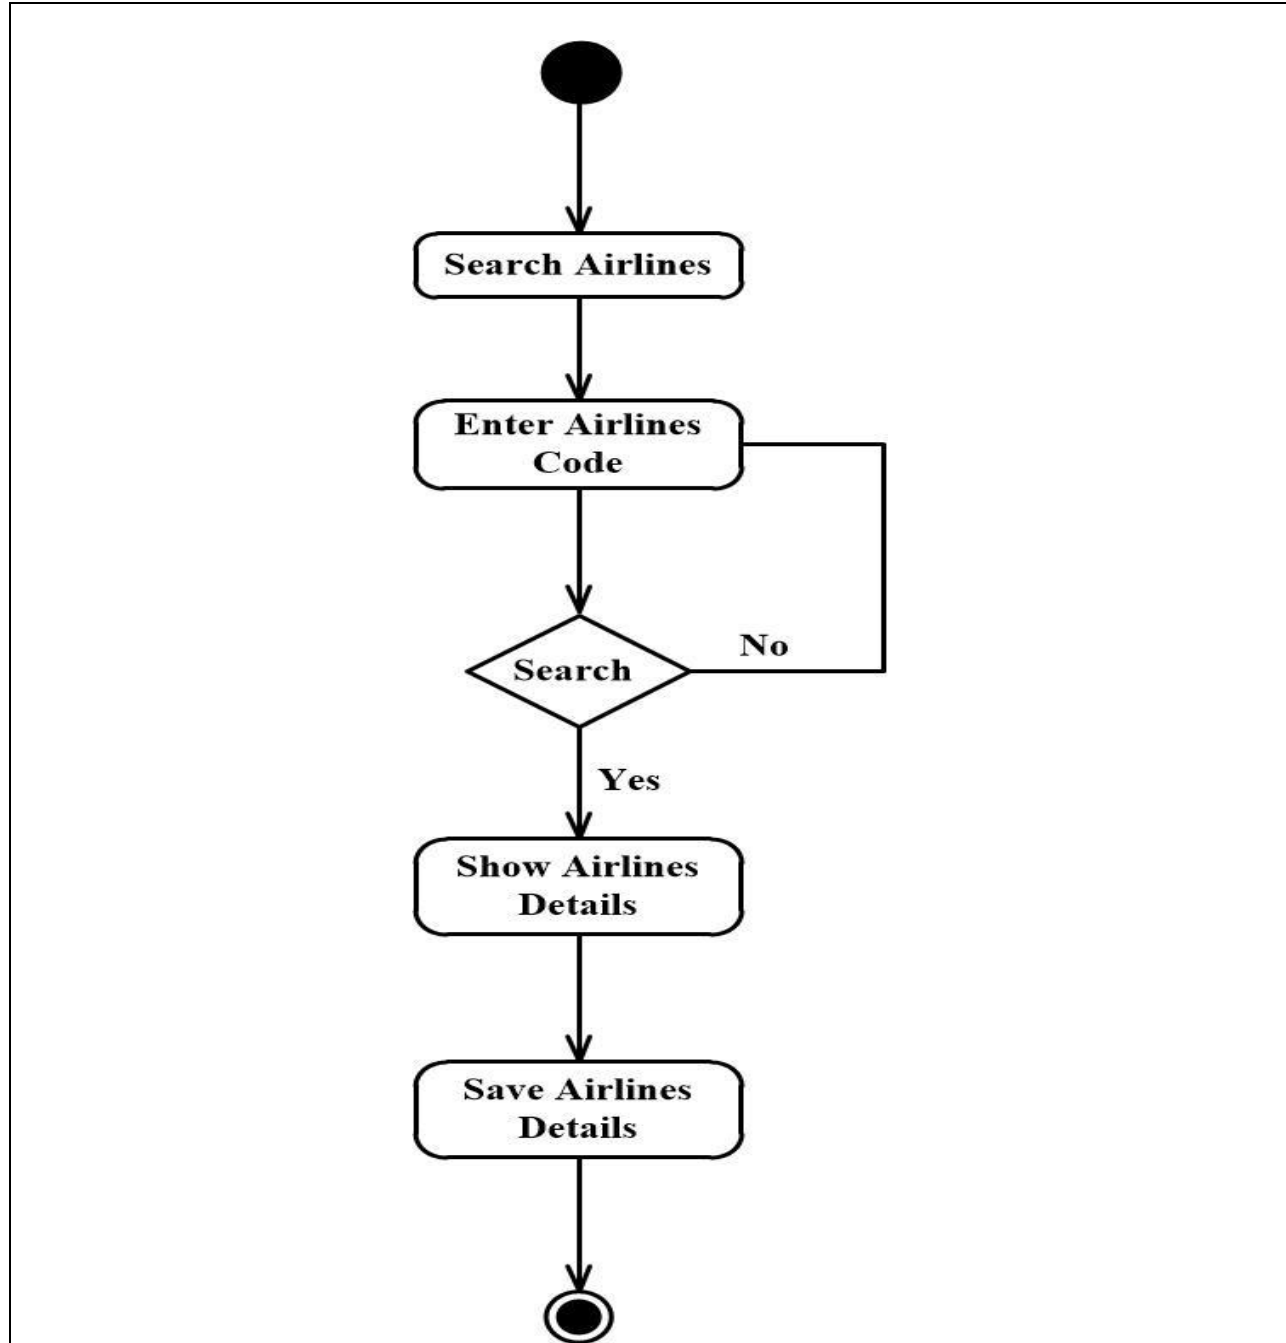 Search Airlines
Enter Airlines
Code
No
Search
Yes
Show Airlines
Details
Save Airlines
Details